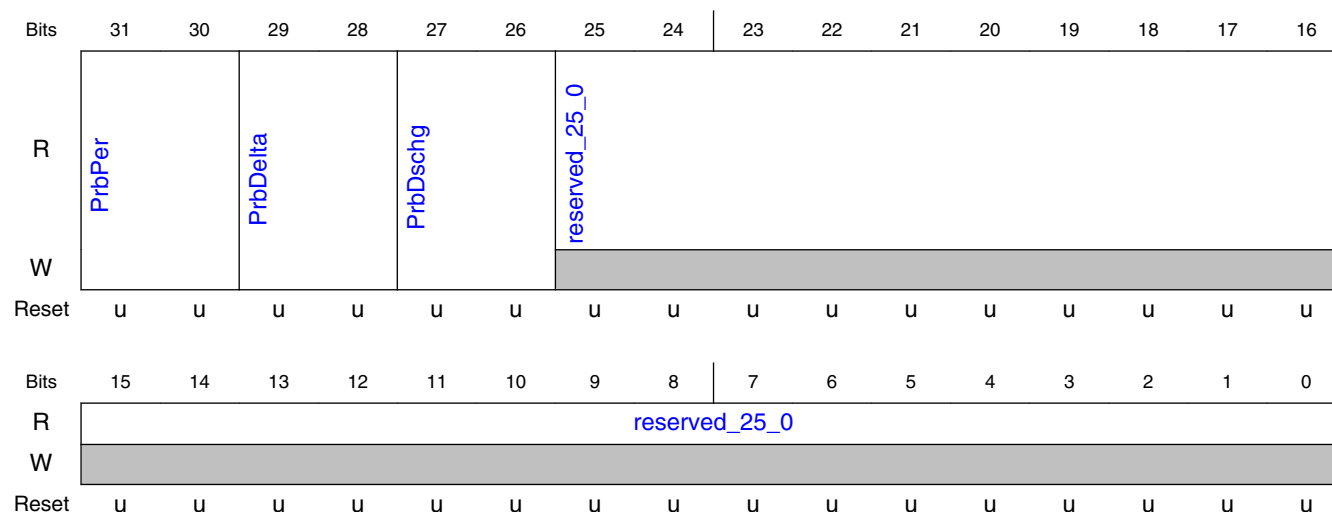 Bits 31 30 29 28 27 26 25 24 23 22 21 20 19 18 17 16
R PrbPer PrbDelta PrbDschg reserved_25_0
W
Reset u u u u u u u u u u u u u u u u
Bits 15 14 13 12 11 10 9 8 7 6 5 4 3 2 1 0
R reserved_25_0
W
Reset u u u u u u u u u u u u u u u u